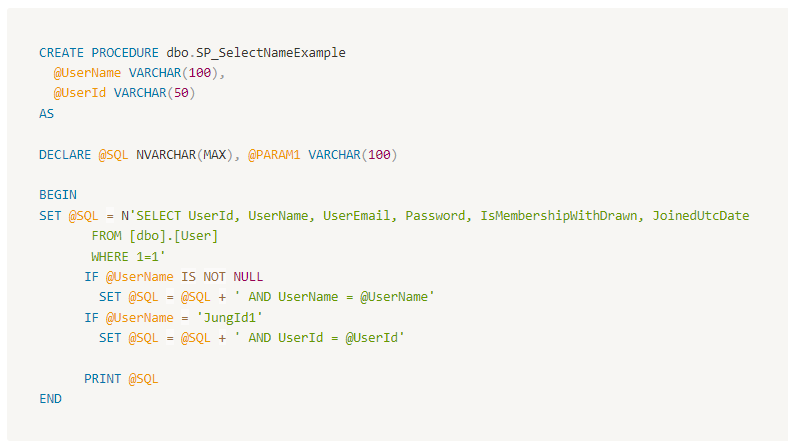 CREATE PROCEDURE dbo.SP_SelectNameExample
@UserName VARCHAR(100),
@UserId VARCHAR(50)
AS
DECLARE @SQL NVARCHAR(MAX), @PARAM1 VARCHAR(100)
BEGIN
SET @SQL = N'SELECT UserId, UserName, UserEmail, Password, IsMembershipWithDrawn, JoinedUtcDate
FROM [dbo].[User]
WHERE 1=1'
IF @UserName IS NOT NULL
SET @SQL = @SQL + ' AND UserName = @UserName'
IF @UserName = 'JungId1'
SET @SQL = @SQL + ' AND UserId = @UserId'
PRINT @SQL
END